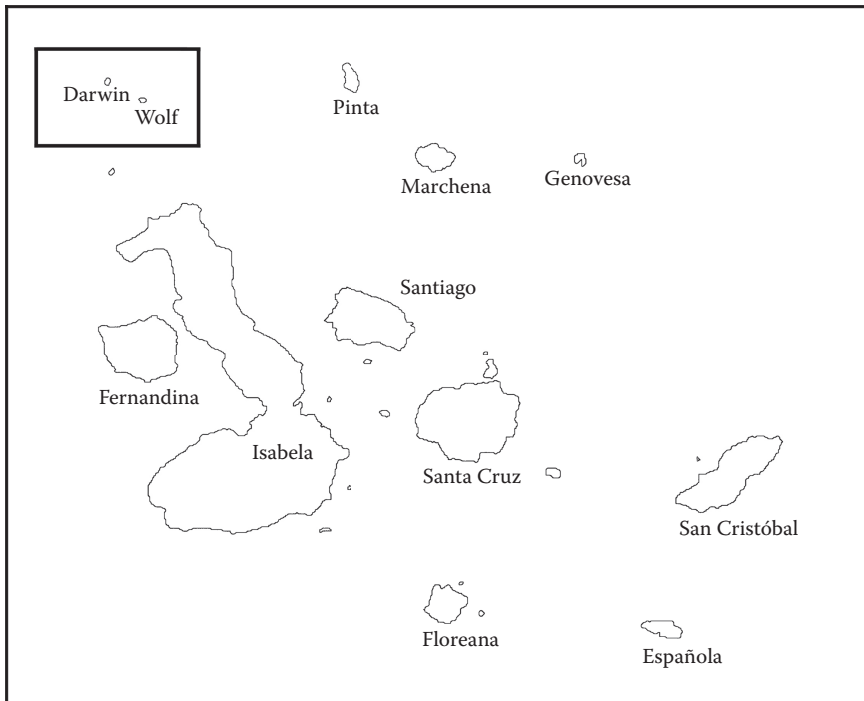 Darwin
Wolf
Pinta
Marchena
Genovesa
Santiago
Fernandina
Isabela
Santa Cruz
San Cristóbal
Floreana
Española